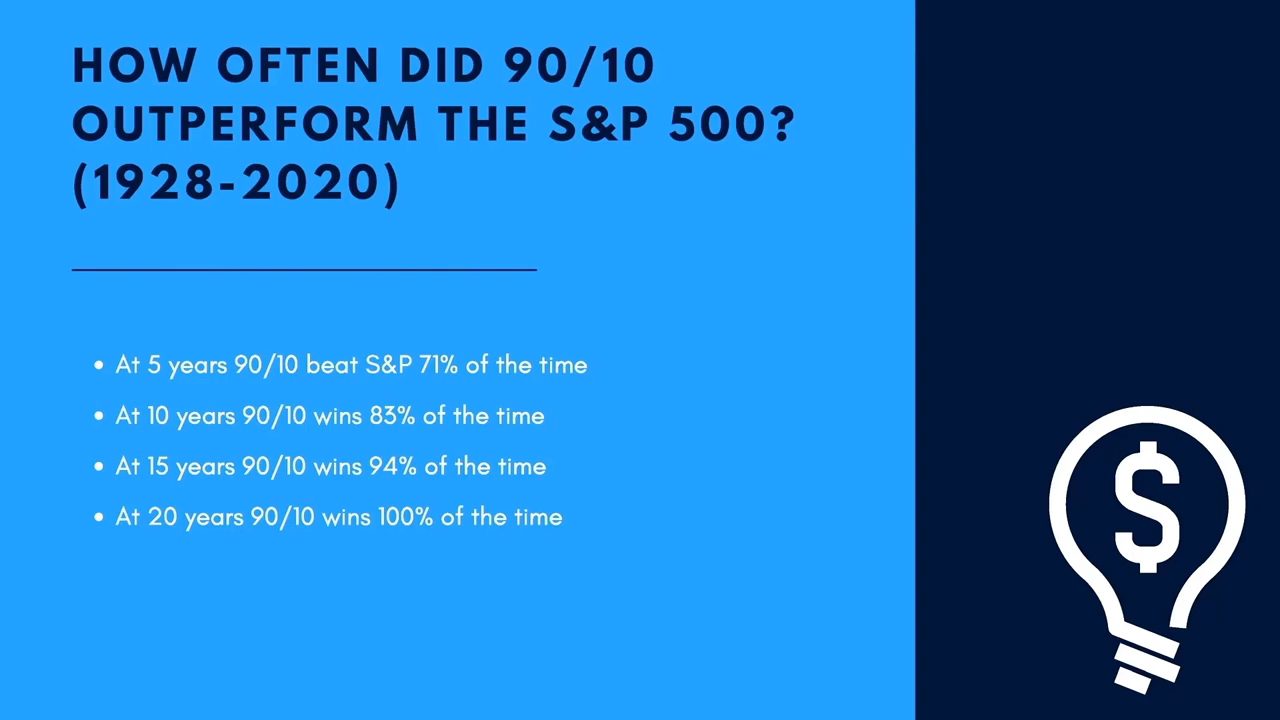 HOW OFTEN DID 90/10
OUTPERFORM THE S&P 500?
(1928-2020)
• At 5 years 90/10 beat S&P 71% of the time
• At 10 years 90/10 wins 83% of the time
• At 15 years 90/10 wins 94% of the time
• At 20 years 90/10 wins 100% of the time
$